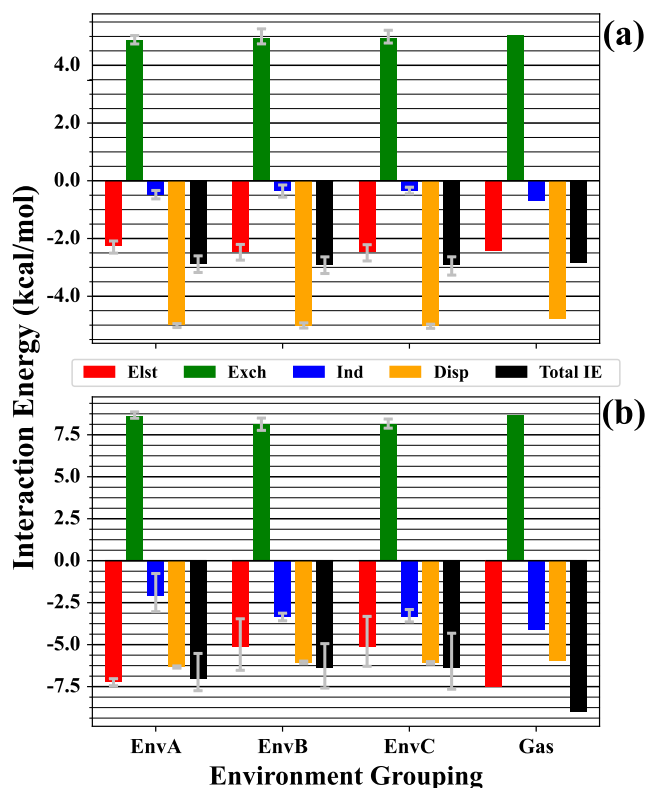 (a)
4.0
2.0
0.0
-2.0
-4.0
Interaction Energy (kcal/mol)
Elst Exch Ind Disp Total IE
(b)
7.5
5.0
2.5
0.0
-2.5
-5.0
-7.5
EnvA EnvB EnvC Gas
Environment Grouping